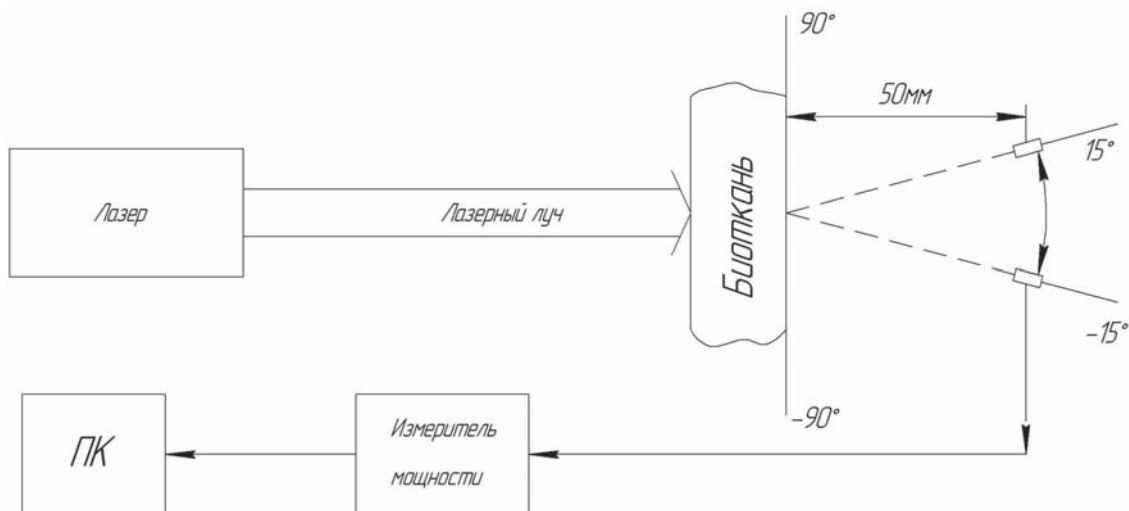 90°
50мм
15°
Лазер
Лазерный луч
Биоткань
-15°
-90°
ПК
Измеритель
мощности